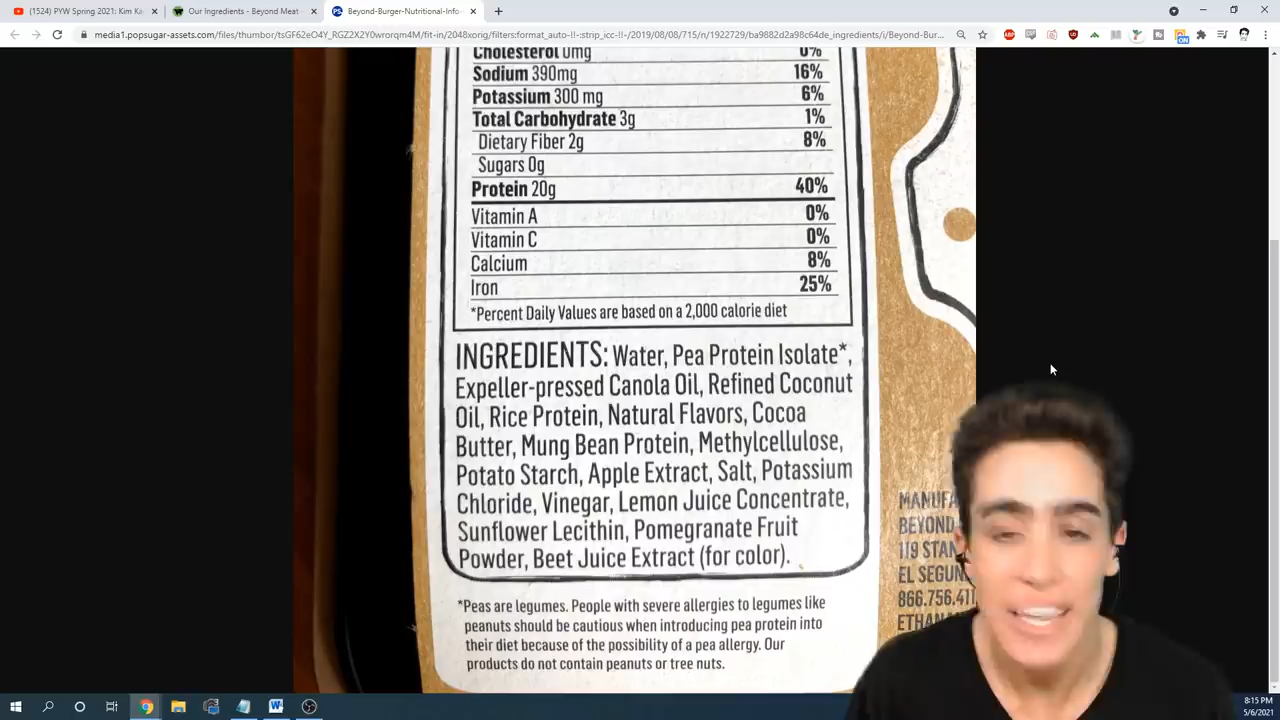 (1524) PYW Spring 2021: Kim Ka
Our Ingredients - Beyond Meat -
Beyond-Burger-Nutritional-Info-
media1.popsugar-assets.com/files/thumbor/tsGF62eO4Y_RGZ2X2Y0wrorqm4M/fit-in/2048xorig/filters:format_auto-!!-:strip_icc-!!-/2019/08/08/715/n/1922729/ba9882d2a98c64de_ingredients/i/Beyond-Bur...
Cholesterol 0mg 0%
Sodium 390mg 16%
Potassium 300 mg 6%
Total Carbohydrate 3g 1%
Dietary Fiber 2g 8%
Sugars 0g
Protein 20g 40%
Vitamin A 0%
Vitamin C 0%
Calcium 8%
Iron 25%
*Percent Daily Values are based on a 2,000 calorie diet
INGREDIENTS: Water, Pea Protein Isolate*,
Expeller-pressed Canola Oil, Refined Coconut
Oil, Rice Protein, Natural Flavors, Cocoa
Butter, Mung Bean Protein, Methylcellulose,
Potato Starch, Apple Extract, Salt, Potassium
Chloride, Vinegar, Lemon Juice Concentrate,
Sunflower Lecithin, Pomegranate Fruit
Powder, Beet Juice Extract (for color).
*Peas are legumes. People with severe allergies to legumes like
peanuts should be cautious when introducing pea protein into
their diet because of the possibility of a pea allergy. Our
products do not contain peanuts or tree nuts.
MANUFA
BEYOND
119 STAN
EL SEGUN
866.756.411
ETHAN
8:15 PM
5/6/2021